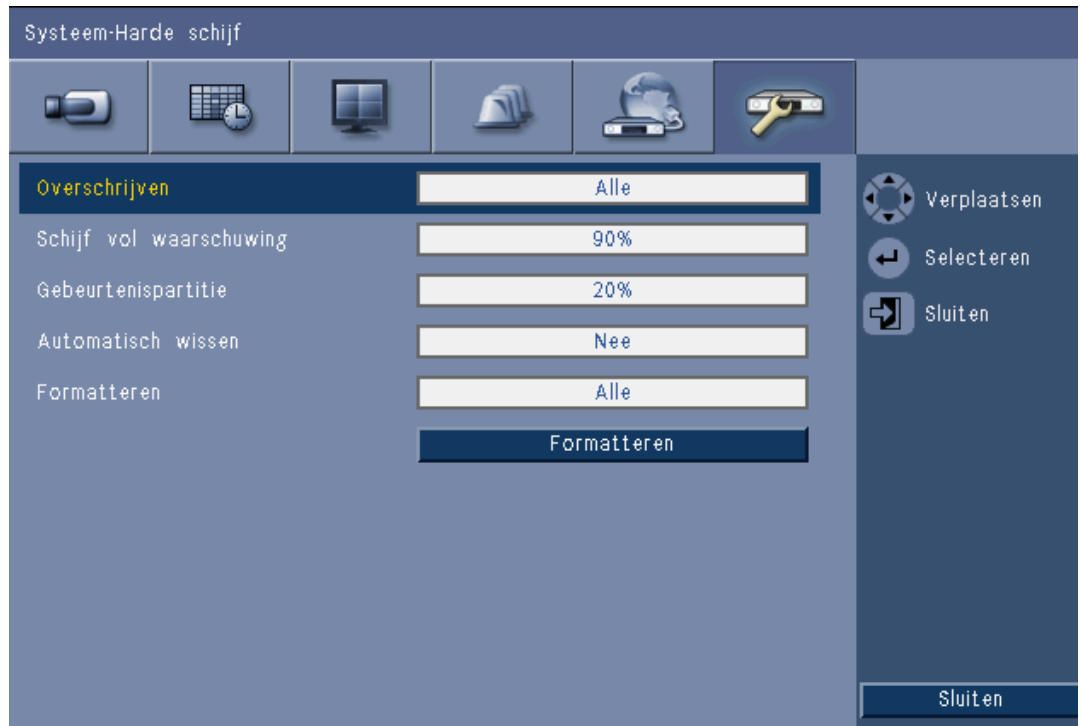 Systeem-Harde schijf
Overschrijven Alle
Schijf vol waarschuwing 90%
Gebeurtenispartitie 20%
Automatisch wissen Nee
Formatteren Alle
Formatteren
Verplaatsen
Selecteren
Sluiten
Sluiten